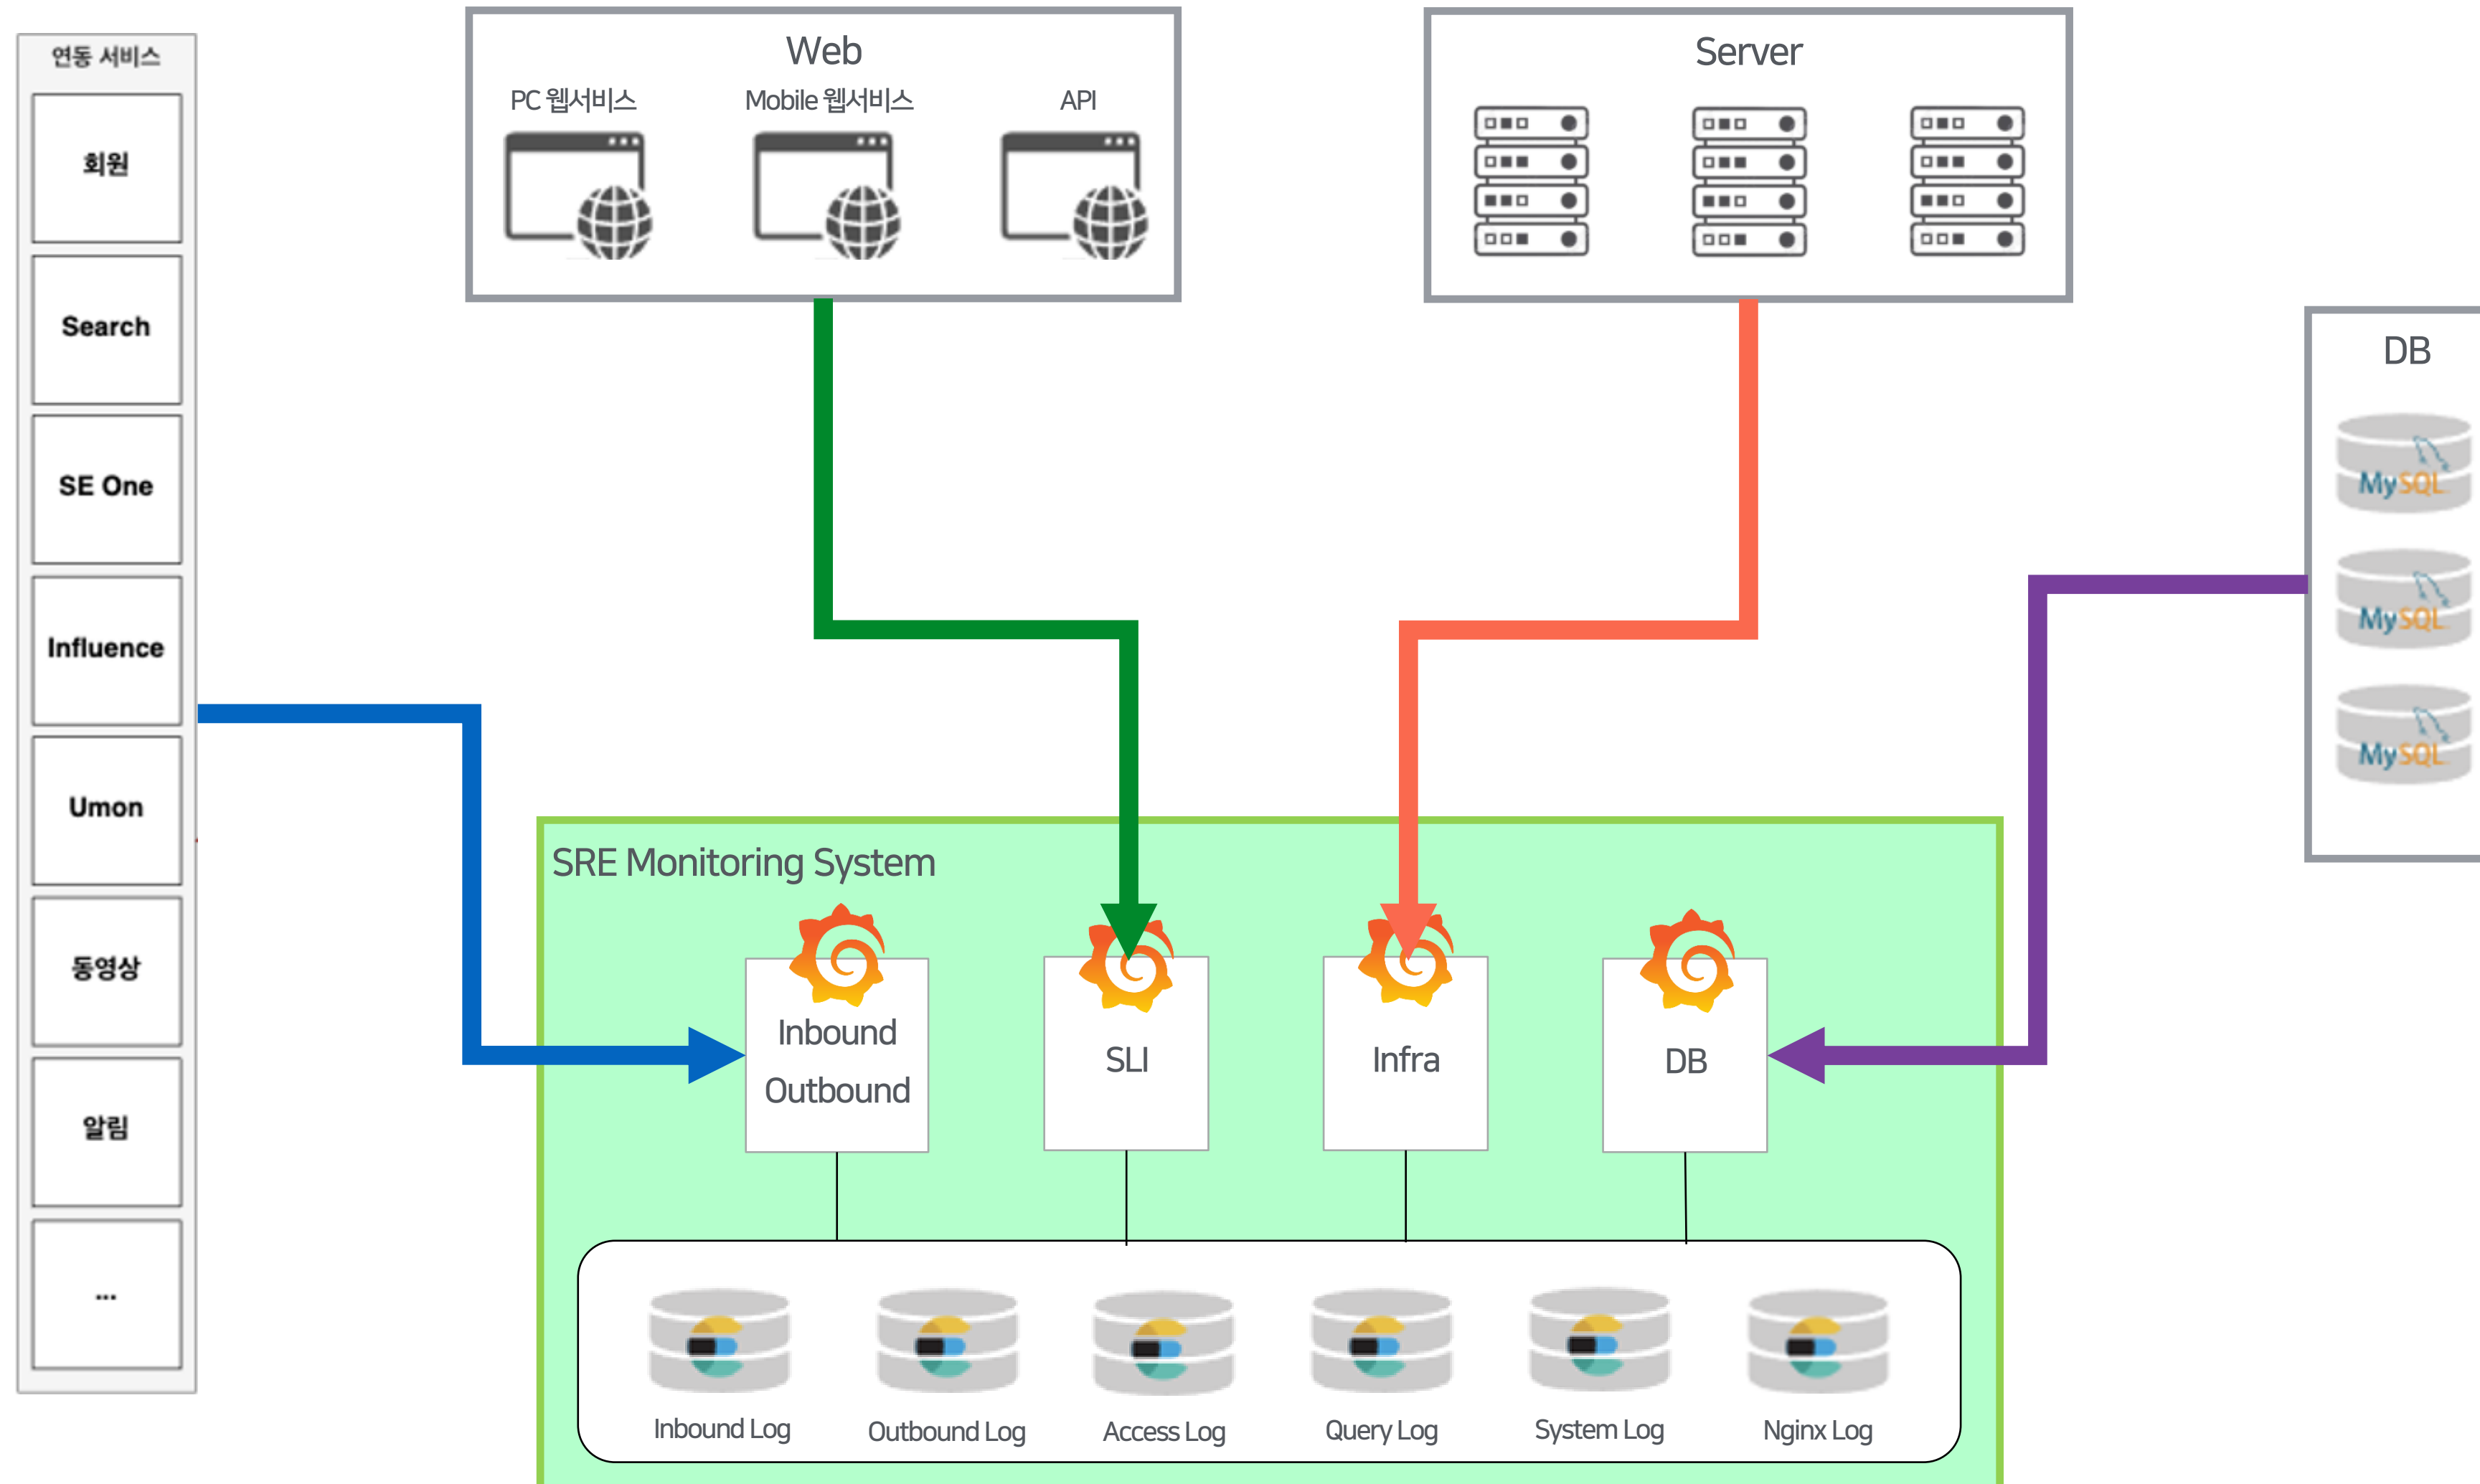 연동 서비스
회원
Search
SE One
Influence
Umon
동영상
알림
...
Web
PC 웹서비스
Mobile 웹서비스
API
Server
DB
MySQL
MySQL
MySQL
SRE Monitoring System
Inbound
Outbound
SLI
Infra
DB
Inbound Log
Outbound Log
Access Log
Query Log
System Log
Nginx Log